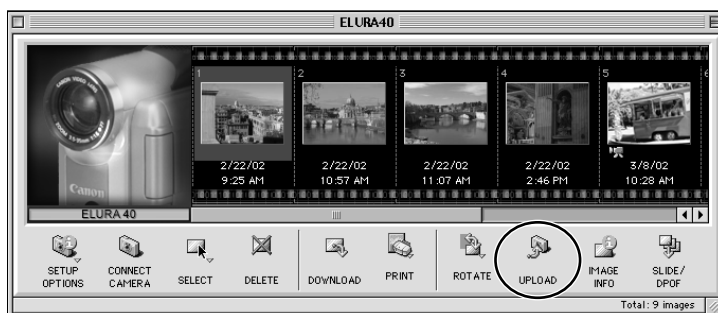 ELURA40
1
2
3
4
5
6
2/22/02
9:25 AM
2/22/02
10:57 AM
2/22/02
11:07 AM
2/22/02
2:46 PM
3/8/02
10:28 AM
Canon
ELURA 40
SETUP OPTIONS
CONNECT CAMERA
SELECT
DELETE
DOWNLOAD
PRINT
ROTATE
UPLOAD
IMAGE INFO
SLIDE/ DPOF
Total: 9 images